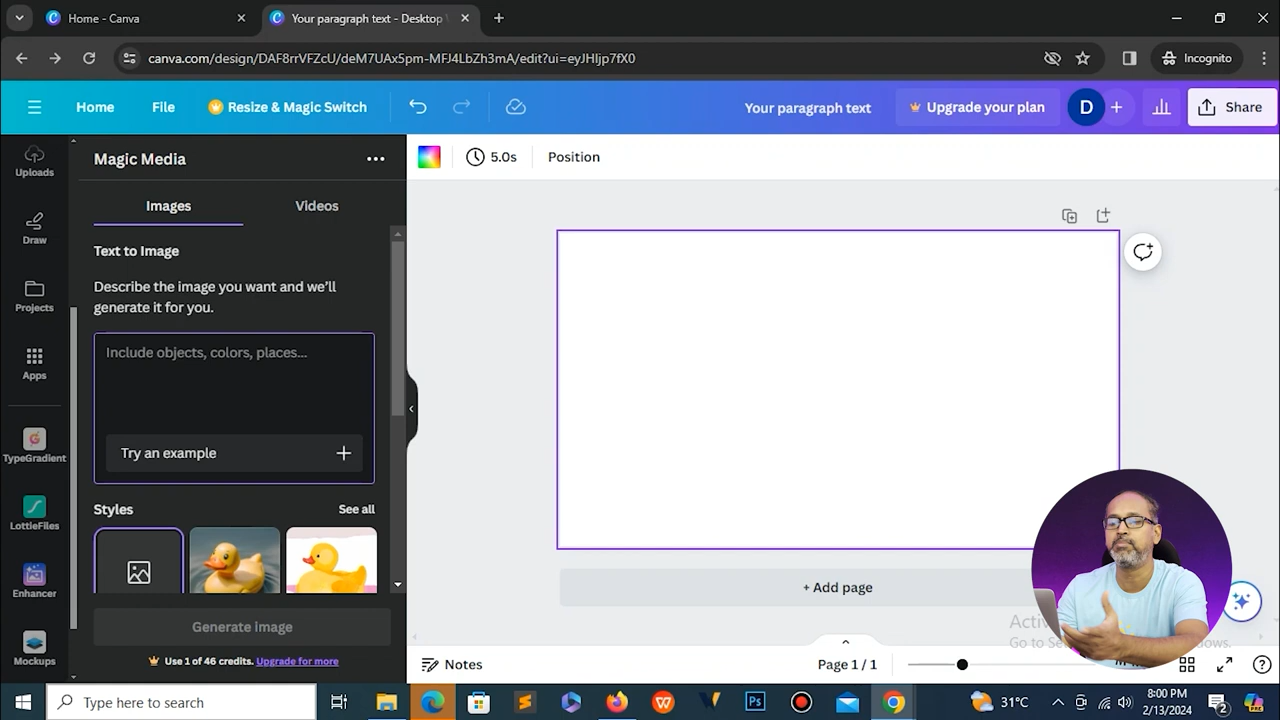 Home - Canva
Your paragraph text - Desktop
canva.com/design/DAF8rrVFZcU/deM7UAx5pm-MFJ4LbZh3mA/edit?ui=eyJHIjp7fX0
Incognito
Home
File
Resize & Magic Switch
Your paragraph text
Upgrade your plan
D
Share
Uploads
Draw
Projects
Apps
TypeGradient
LottieFiles
Enhancer
Mockups
Magic Media
Images
Videos
Text to Image
Describe the image you want and we'll
generate it for you.
Include objects, colors, places...
Try an example
Styles
See all
Generate image
Use 1 of 46 credits. Upgrade for more
5.0s
Position
+ Add page
Notes
Page 1 / 1
Type here to search
31°C
8:00 PM
2/13/2024
2